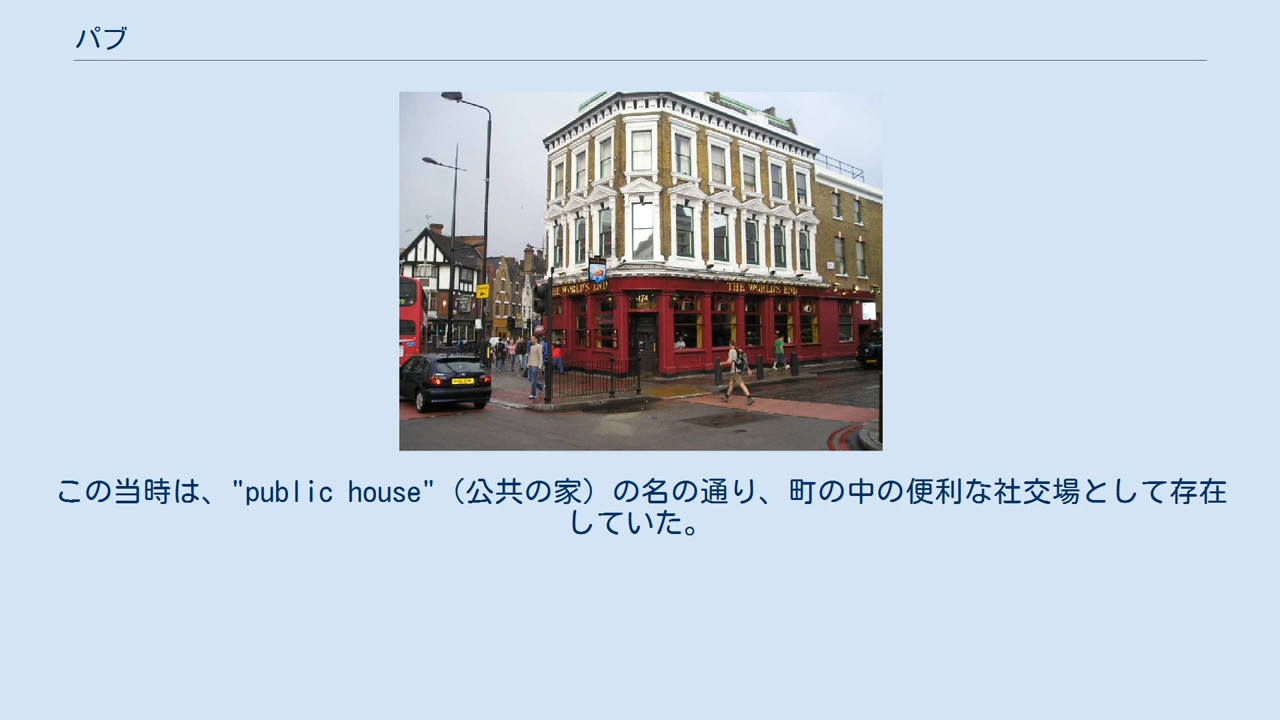 パブ
THE WORLD'S END
THE WORLD'S END
174
この当時は、"public house"（公共の家）の名の通り、町の中の便利な社交場として存在
していた。